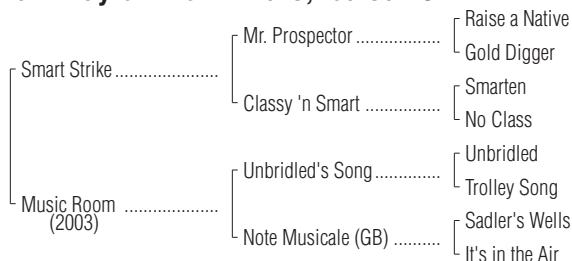 Raise a Native
Mr. Prospector
Gold Digger
Smart Strike
Smarten
Classy 'n Smart
No Class
Unbridled
Unbridled's Song
Trolley Song
Music Room
(2003)
Sadler's Wells
Note Musicale (GB)
It's in the Air